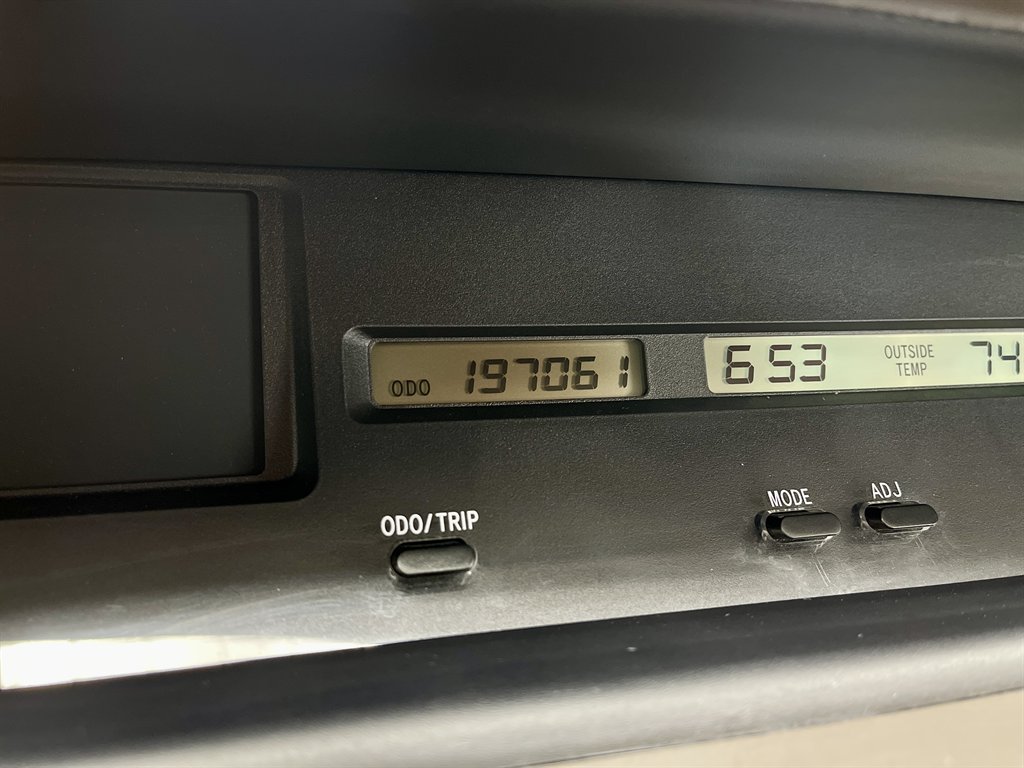 ODO 197061
6 53 OUTSIDE TEMP 74
ODO/TRIP
MODE
ADJ